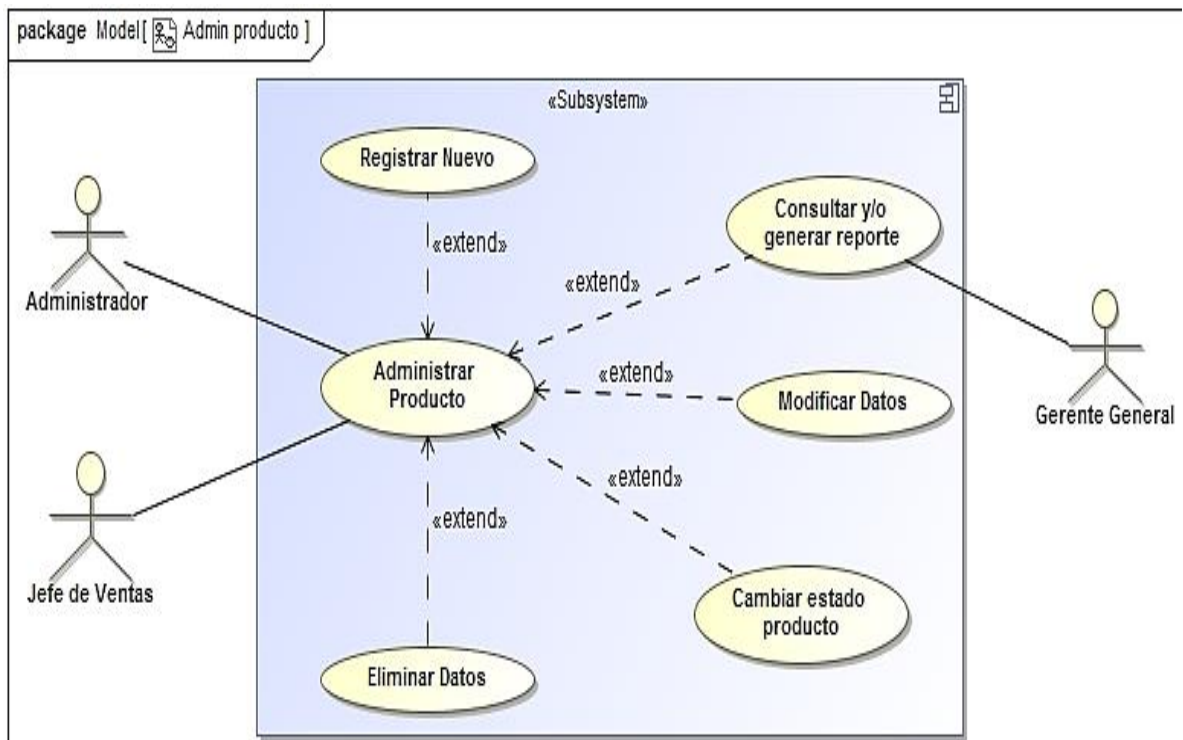 package Model[ Admin producto ]
«Subsystem»
Registrar Nuevo
Consultar y/o
generar reporte
«extend»
«extend»
Administrador
Administrar
Producto
«extend»
Modificar Datos
Gerente General
«extend»
«extend»
Jefe de Ventas
Cambiar estado
producto
Eliminar Datos